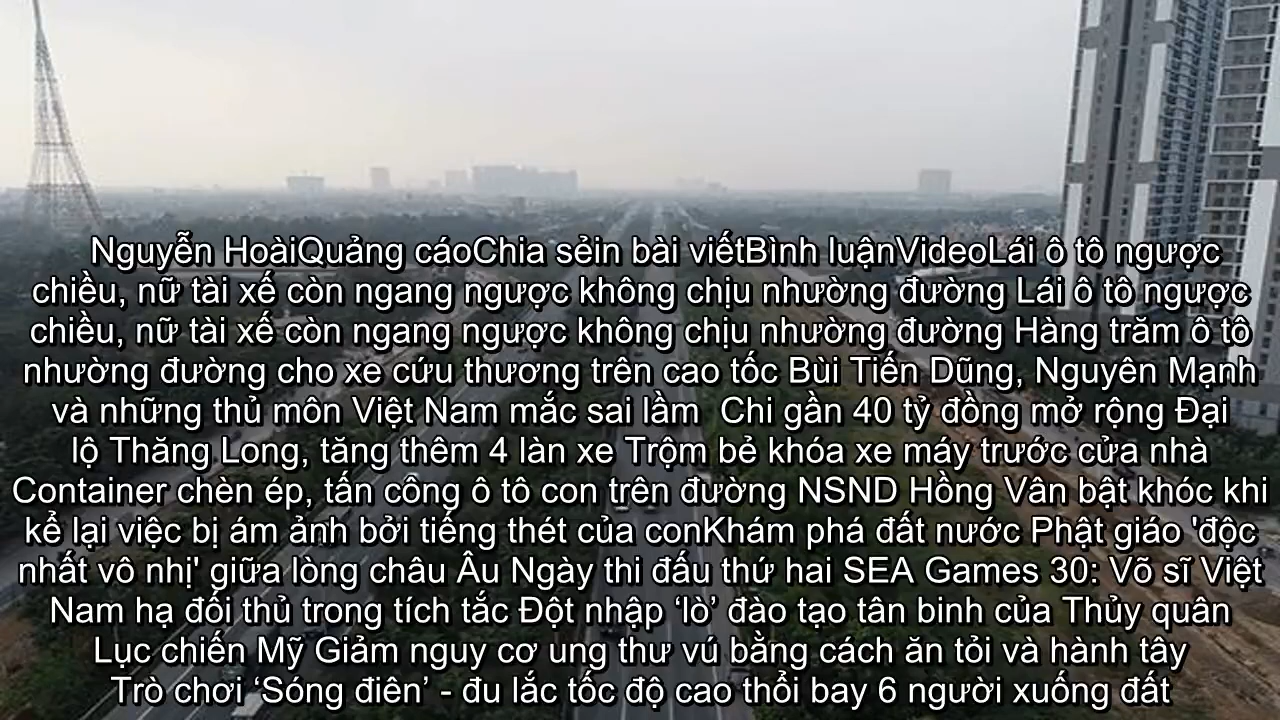 Nguyễn HoàiQuảng cáoChia sẻin bài viếtBình luậnVideoLái ô tô ngược
chiều, nữ tài xế còn ngang ngược không chịu nhường đường Lái ô tô ngược
chiều, nữ tài xế còn ngang ngược không chịu nhường đường Hàng trăm ô tô
nhường đường cho xe cứu thương trên cao tốc Bùi Tiến Dũng, Nguyên Mạnh
và những thủ môn Việt Nam mắc sai lầm  Chi gần 40 tỷ đồng mở rộng Đại
lộ Thăng Long, tăng thêm 4 làn xe Trộm bẻ khóa xe máy trước cửa nhà
Container chèn ép, tấn công ô tô con trên đường NSND Hồng Vân bật khóc khi
kể lại việc bị ám ảnh bởi tiếng thét của conKhám phá đất nước Phật giáo 'độc
nhất vô nhị' giữa lòng châu Âu Ngày thi đấu thứ hai SEA Games 30: Võ sĩ Việt
Nam hạ đối thủ trong tích tắc Đột nhập ‘lò’ đào tạo tân binh của Thủy quân
Lục chiến Mỹ Giảm nguy cơ ung thư vú bằng cách ăn tỏi và hành tây
Trò chơi ‘Sóng điên’ - đu lắc tốc độ cao thổi bay 6 người xuống đất